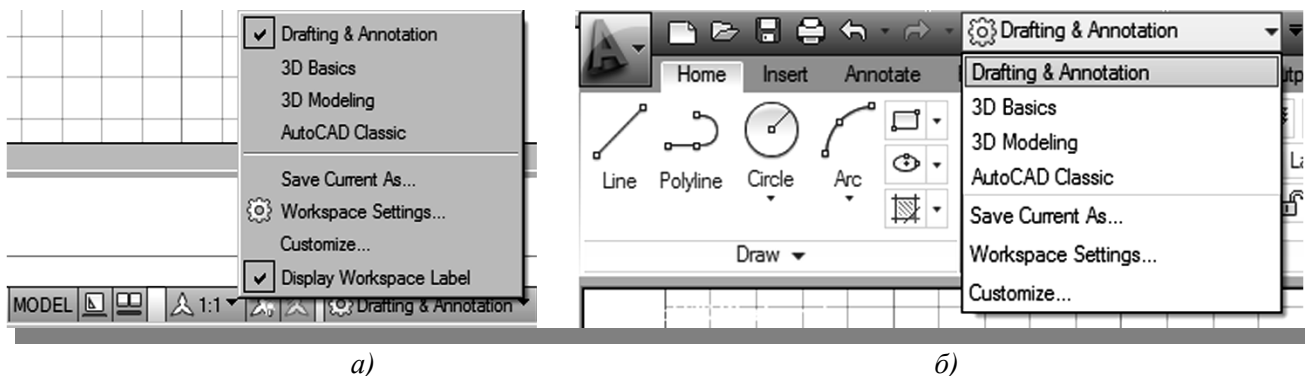 Drafting & Annotation
3D Basics
3D Modeling
AutoCAD Classic
Save Current As...
Workspace Settings...
Customize...
Display Workspace Label
MODEL 1:1 Drafting & Annotation
а)
Drafting & Annotation
Home Insert Annotate
Line Polyline Circle Arc
Draw
Drafting & Annotation
3D Basics
3D Modeling
AutoCAD Classic
Save Current As...
Workspace Settings...
Customize...
б)